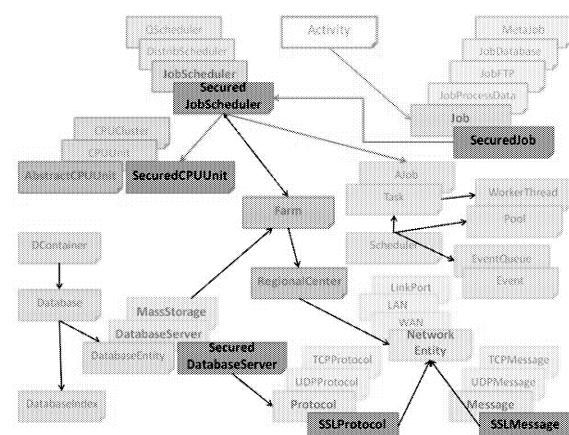 QScheduler
DistribScheduler
JobScheduler
Secured
JobScheduler
Activity
MetaJob
JobDatabase
JobFTP
JobProcessData
Job
SecuredJob
CPUCluster
CPUUnit
AbstractCPUUnit
SecuredCPUUnit
AJob
Task
WorkerThread
Pool
Farm
Scheduler
EventQueue
Event
DContainer
Database
RegionalCenter
LinkPort
LAN
WAN
Network
Entity
MassStorage
DatabaseServer
DatabaseEntity
Secured
DatabaseServer
DatabaseIndex
TCPProtocol
UDPProtocol
Protocol
SSLProtocol
TCPMessage
UDPMessage
Message
SSLMessage